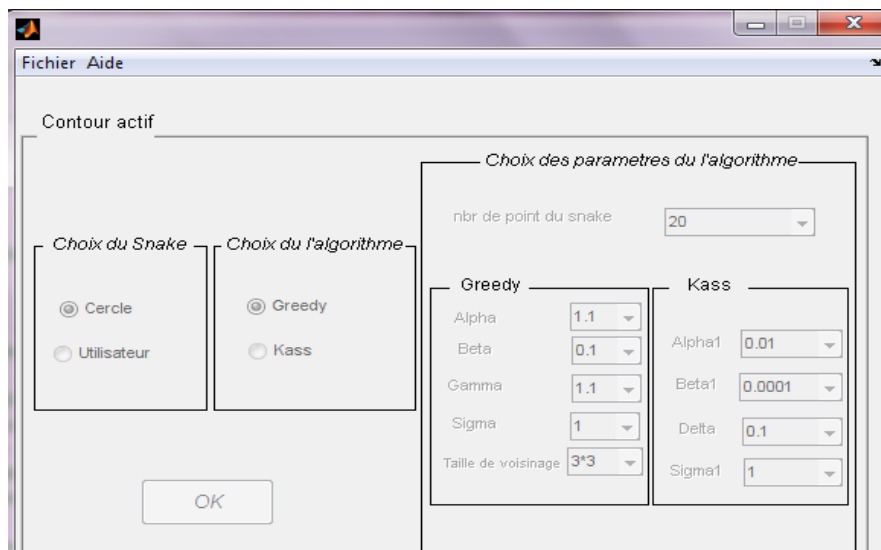 Fichier Aide
Contour actif
Choix du Snake
Cercle
Utilisateur
Choix du l'algorithme
Greedy
Kass
OK
Choix des parametres du l'algorithme
nbr de point du snake 20
Greedy
Alpha 1.1
Beta 0.1
Gamma 1.1
Sigma 1
Taille de voisinage 3*3
Kass
Alpha1 0.01
Beta1 0.0001
Delta 0.1
Sigma1 1